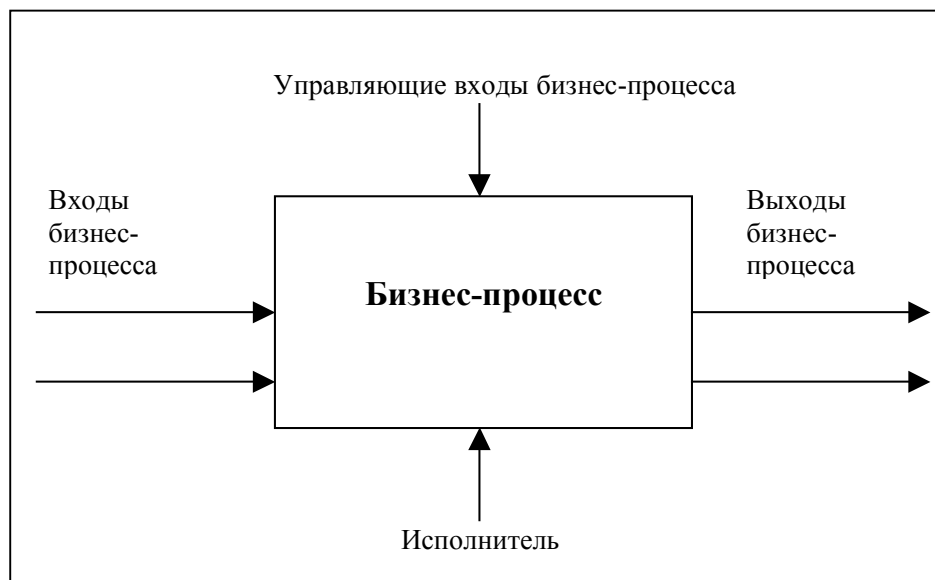 Управляющие входы бизнес-процесса
Входы
бизнес-
процесса
Бизнес-процесс
Выходы
бизнес-
процесса
Исполнитель